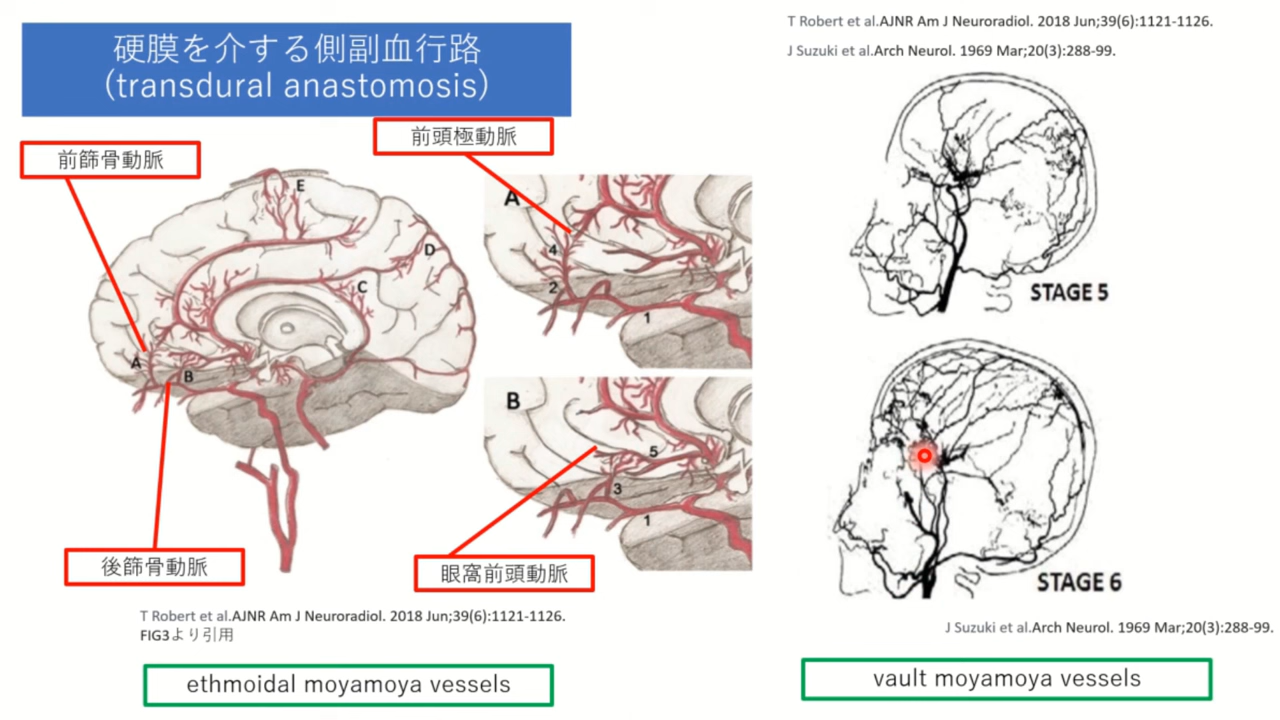 硬膜を介する側副血行路
(transdural anastomosis)
T Robert et al.AJNR Am J Neuroradiol. 2018 Jun;39(6):1121-1126.
J Suzuki et al.Arch Neurol. 1969 Mar;20(3):288-99.
前篩骨動脈
前頭極動脈
E
D
C
A
B
A
4
2
1
B
5
3
1
後篩骨動脈
眼窩前頭動脈
STAGE 5
STAGE 6
T Robert et al.AJNR Am J Neuroradiol. 2018 Jun;39(6):1121-1126.
FIG3より引用
J Suzuki et al.Arch Neurol. 1969 Mar;20(3):288-99.
ethmoidal moyamoya vessels
vault moyamoya vessels